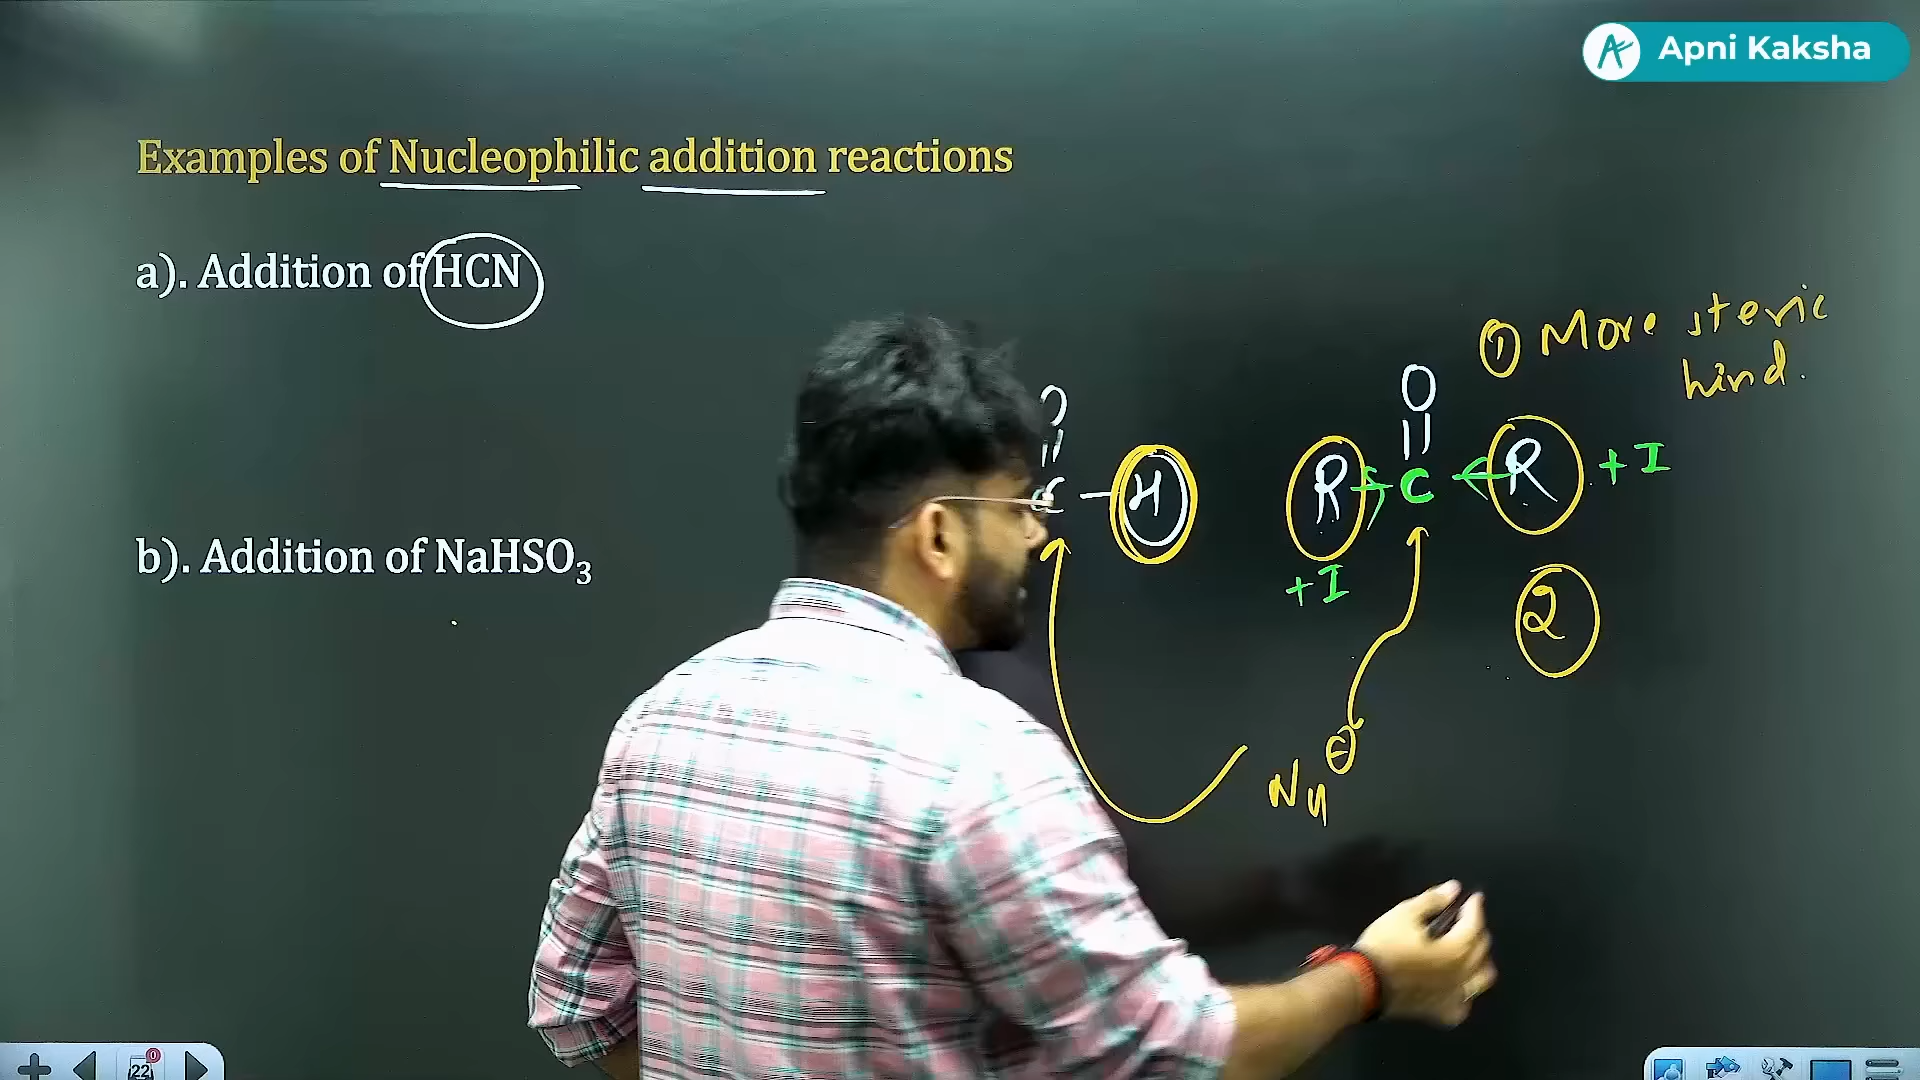 Apni Kaksha
Examples of Nucleophilic addition reactions
a). Addition of HCN
① More steric
hind.
O
O
C - H
R C R + I
+ I
b). Addition of NaHSO₃
2
Nu ⊖
22
0